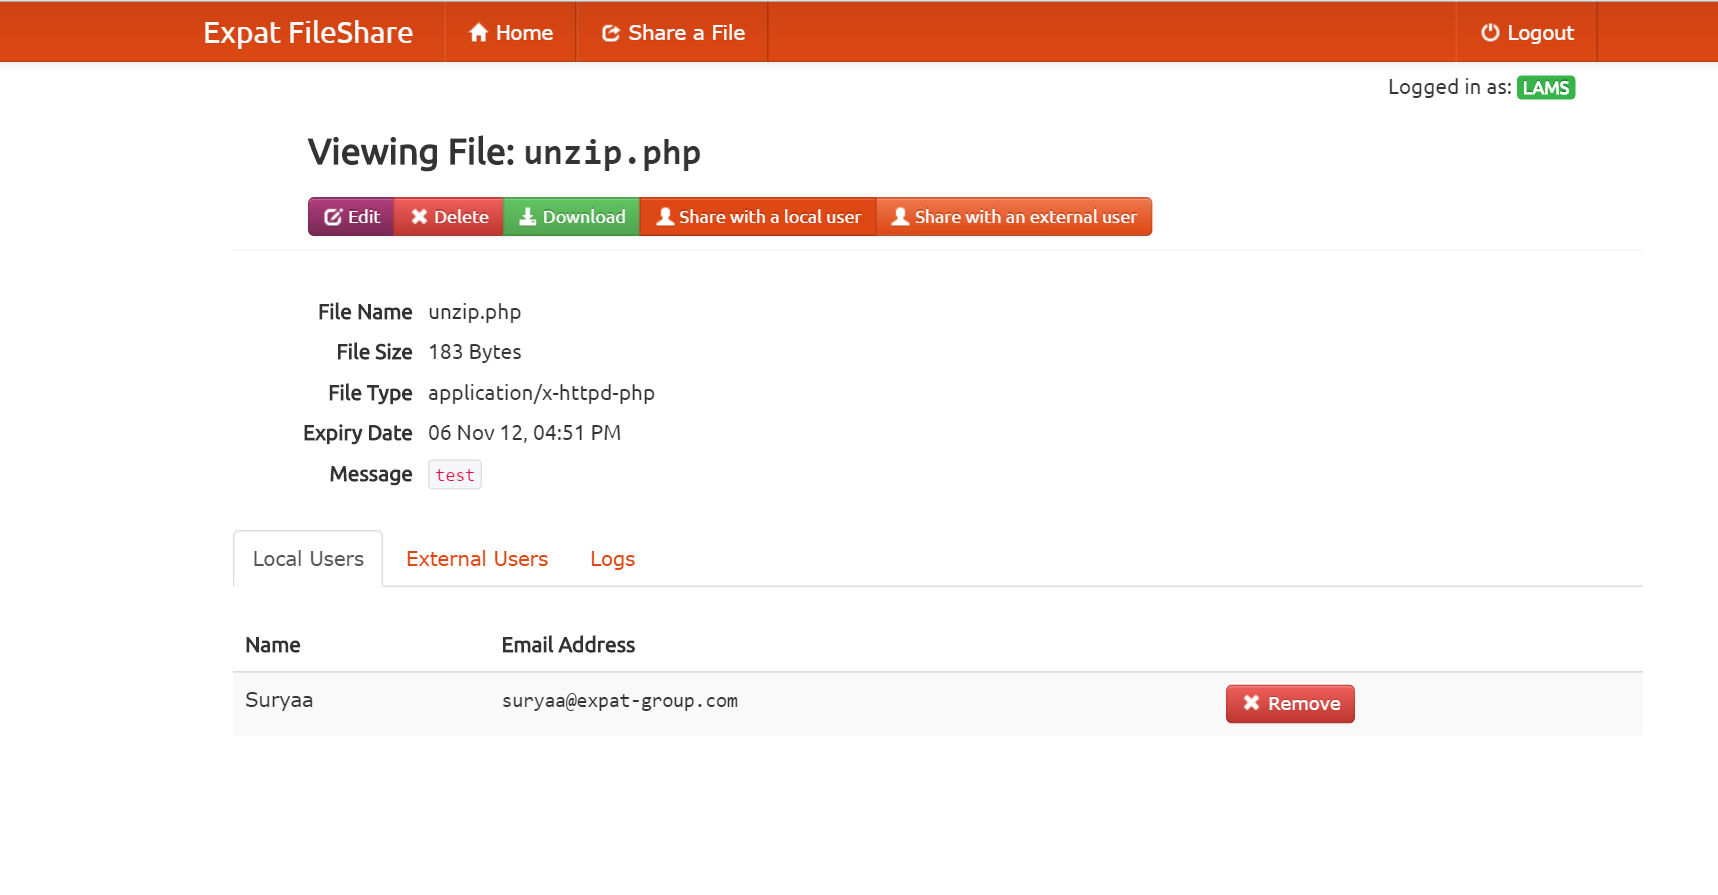 Expat FileShare Home Share a File Logout
Logged in as: LAMS
Viewing File: unzip.php
Edit Delete Download Share with a local user Share with an external user
File Name unzip.php
File Size 183 Bytes
File Type application/x-httpd-php
Expiry Date 06 Nov 12, 04:51 PM
Message test
Local Users External Users Logs
Name Email Address
Suryaa suryaa@expat-group.com Remove